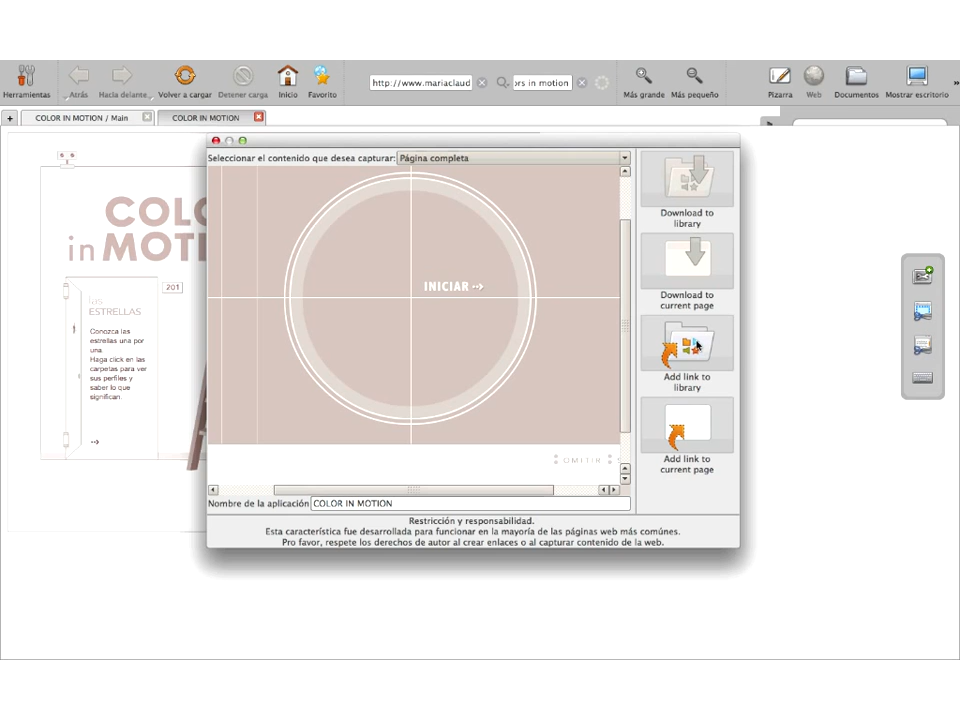 http://www.mariaclaud
ors in motion
Herramientas
Atrás
Hacia delante
Volver a cargar
Detener carga
Inicio
Favorito
Más grande
Más pequeño
Pizarra
Web
Documentos
Mostrar escritorio
»
+
COLOR IN MOTION / Main
COLOR IN MOTION
Seleccionar el contenido que desea capturar:
Página completa
COLO
in MOTI
201
las
ESTRELLAS
Conozca las
estrellas una por
una.
Haga click en las
carpetas para ver
sus perfiles y
saber lo que
significan.
INICIAR
OMITIR
Download to
library
Download to
current page
Add link to
library
Add link to
current page
Nombre de la aplicación
COLOR IN MOTION
Restricción y responsabilidad.
Esta característica fue desarrollada para funcionar en la mayoría de las páginas web más comúnes.
Pro favor, respete los derechos de autor al crear enlaces o al capturar contenido de la web.